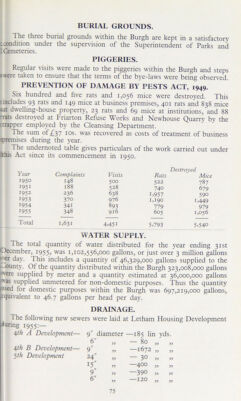 BURIAL GROUNDS.
The three burial grounds within the Burgh are kept in a satisfactory
condition under the supervision of the Superintendent of Parks and
Cemeteries.
PIGGERIES.
Regular visits were made to the piggeries within the Burgh and steps
were taken to ensure that the terms of the bye-laws were being observed.
PREVENTION OF DAMAGE BY PESTS ACT, 1949.
Six hundred and five rats and 1,056 mice were destroyed. This
includes 93 rats and 149 mice at business premises, 401 rats and 838 mice
at dwelling-house property, 23 rats and 69 mice at institutions, and 88
rats destroyed at Friarton Refuse Works and Newhouse Quarry by the
trapper employed by the Cleansing Department.
The sum of £37 10s. was recovered as costs of treatment of business
premises during the year.
The undernoted table gives particulars of the work carried out under
this Act since its commencement in 1950.
Destroyed
Year Complaints Visits Rats Mice
1950 148 500 522 787
1951 188 528 740 679
1952 236 638 1,957 590
1953 370 976 1,190 1,449
1954 341 893 779 979
1955 348 916 605 1,056
Total 1,631 4,451 5,793 5,540
WATER SUPPLY.
The total quantity of water distributed for the year ending 31st
December, 1955, was 1,102,556,000 gallons, or just over 3 million gallons
per day. This includes a quantity of 46,329,000 gallons supplied to the
County. Of the quantity distributed within the Burgh 323,008,000 gallons
were supplied by meter and a quantity estimated at 36,000,000 gallons
was supplied unmetered for non-domestic purposes. Thus the quantity
used for domestic purposes within the Burgh was 697,219,000 gallons,
equivalent to 46.7 gallons per head per day.
DRAINAGE.
The following new sewers were laid at Letham Housing Development
during 1955:—
4th A Development— 9″ diameter —185 lin yds.
6″ „ — 80 „ „
4th B Development— 9″ „ —1672 „ „
5th Development 24″ „ — 30 „ „
15″ „ —400 „ „
9″ „ —390 „ „
6″ „ —120 „ „
75